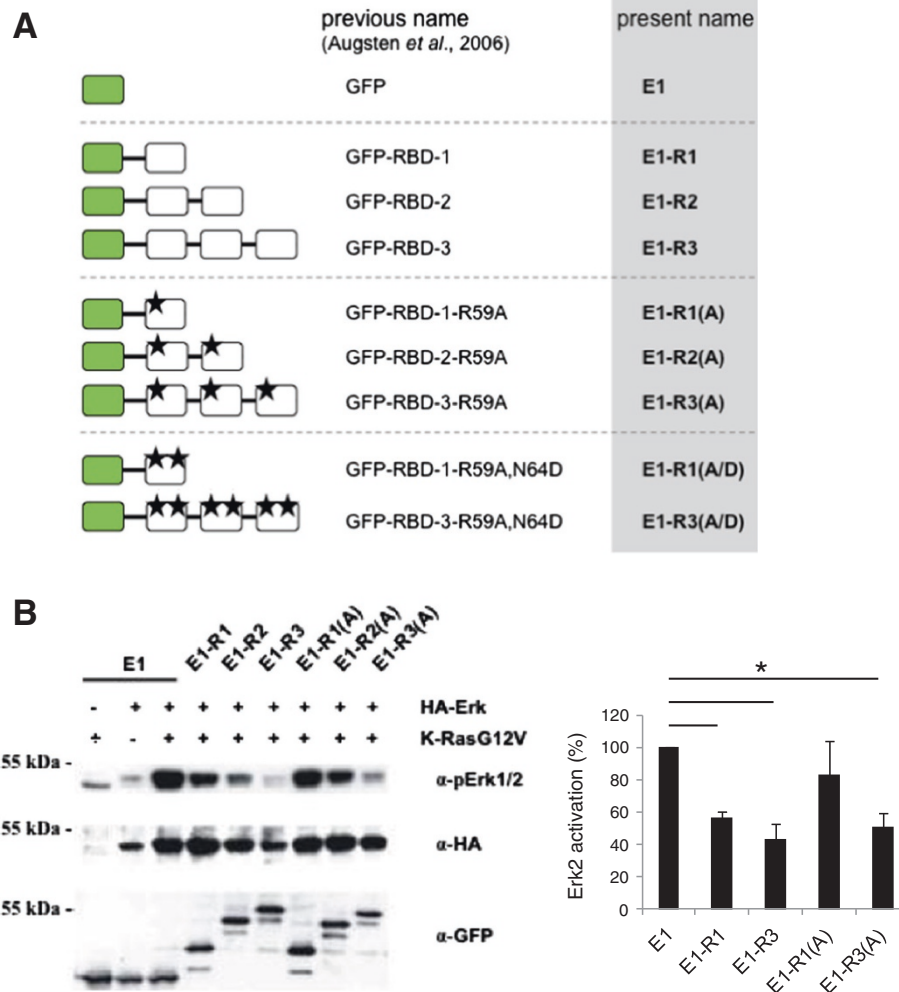 A
previous name
(Augsten et al., 2006)
present name
GFP
E1
GFP-RBD-1
E1-R1
GFP-RBD-2
E1-R2
GFP-RBD-3
E1-R3
GFP-RBD-1-R59A
E1-R1(A)
GFP-RBD-2-R59A
E1-R2(A)
GFP-RBD-3-R59A
E1-R3(A)
GFP-RBD-1-R59A,N64D
E1-R1(A/D)
GFP-RBD-3-R59A,N64D
E1-R3(A/D)
B
E1
E1-R1
E1-R2
E1-R3
E1-R1(A)
E1-R2(A)
E1-R3(A)
- + + + + + + + + HA-Erk
+ - + + + + + + + K-RasG12V
55 kDa -
α-pErk1/2
55 kDa -
α-HA
55 kDa -
α-GFP
*
Erk2 activation (%)
120
100
80
60
40
20
0
E1
E1-R1
E1-R3
E1-R1(A)
E1-R3(A)